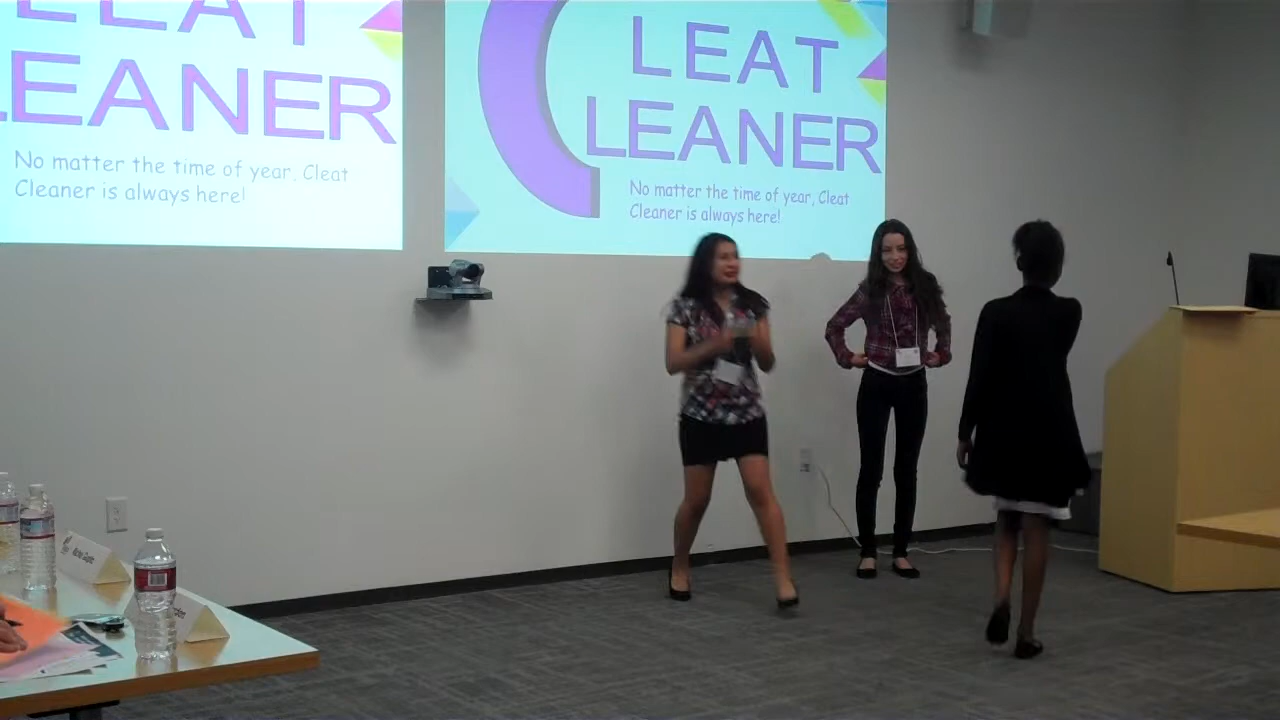 LEAT
LEANER
No matter the time of year, Cleat
Cleaner is always here!
C
LEAT
LEANER
No matter the time of year, Cleat
Cleaner is always here!